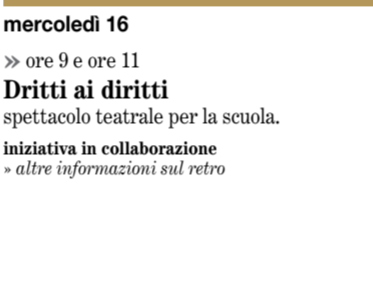 mercoledì 16
» ore 9 e ore 11
Dritti ai diritti
spettacolo teatrale per la scuola.
iniziativa in collaborazione
» altre informazioni sul retro